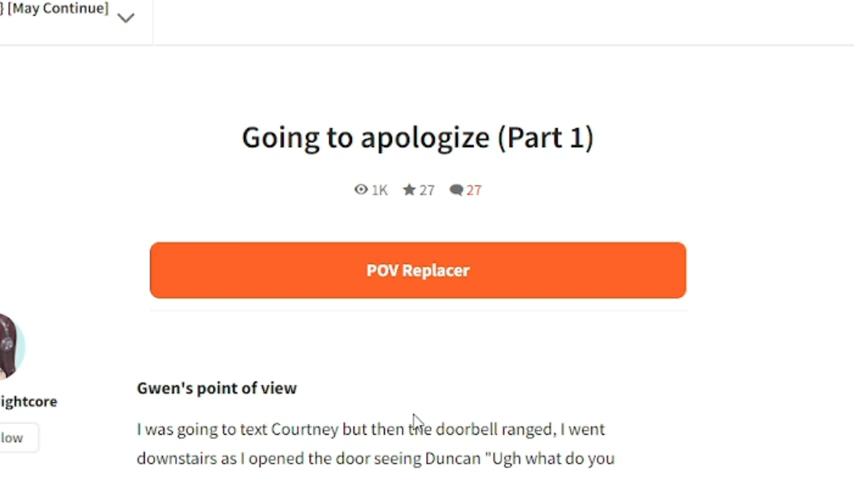 [May Continue]
Going to apologize (Part 1)
1K 27 27
POV Replacer
Gwen's point of view
ightcore
I was going to text Courtney but then the doorbell ranged, I went
low
downstairs as I opened the door seeing Duncan "Ugh what do you